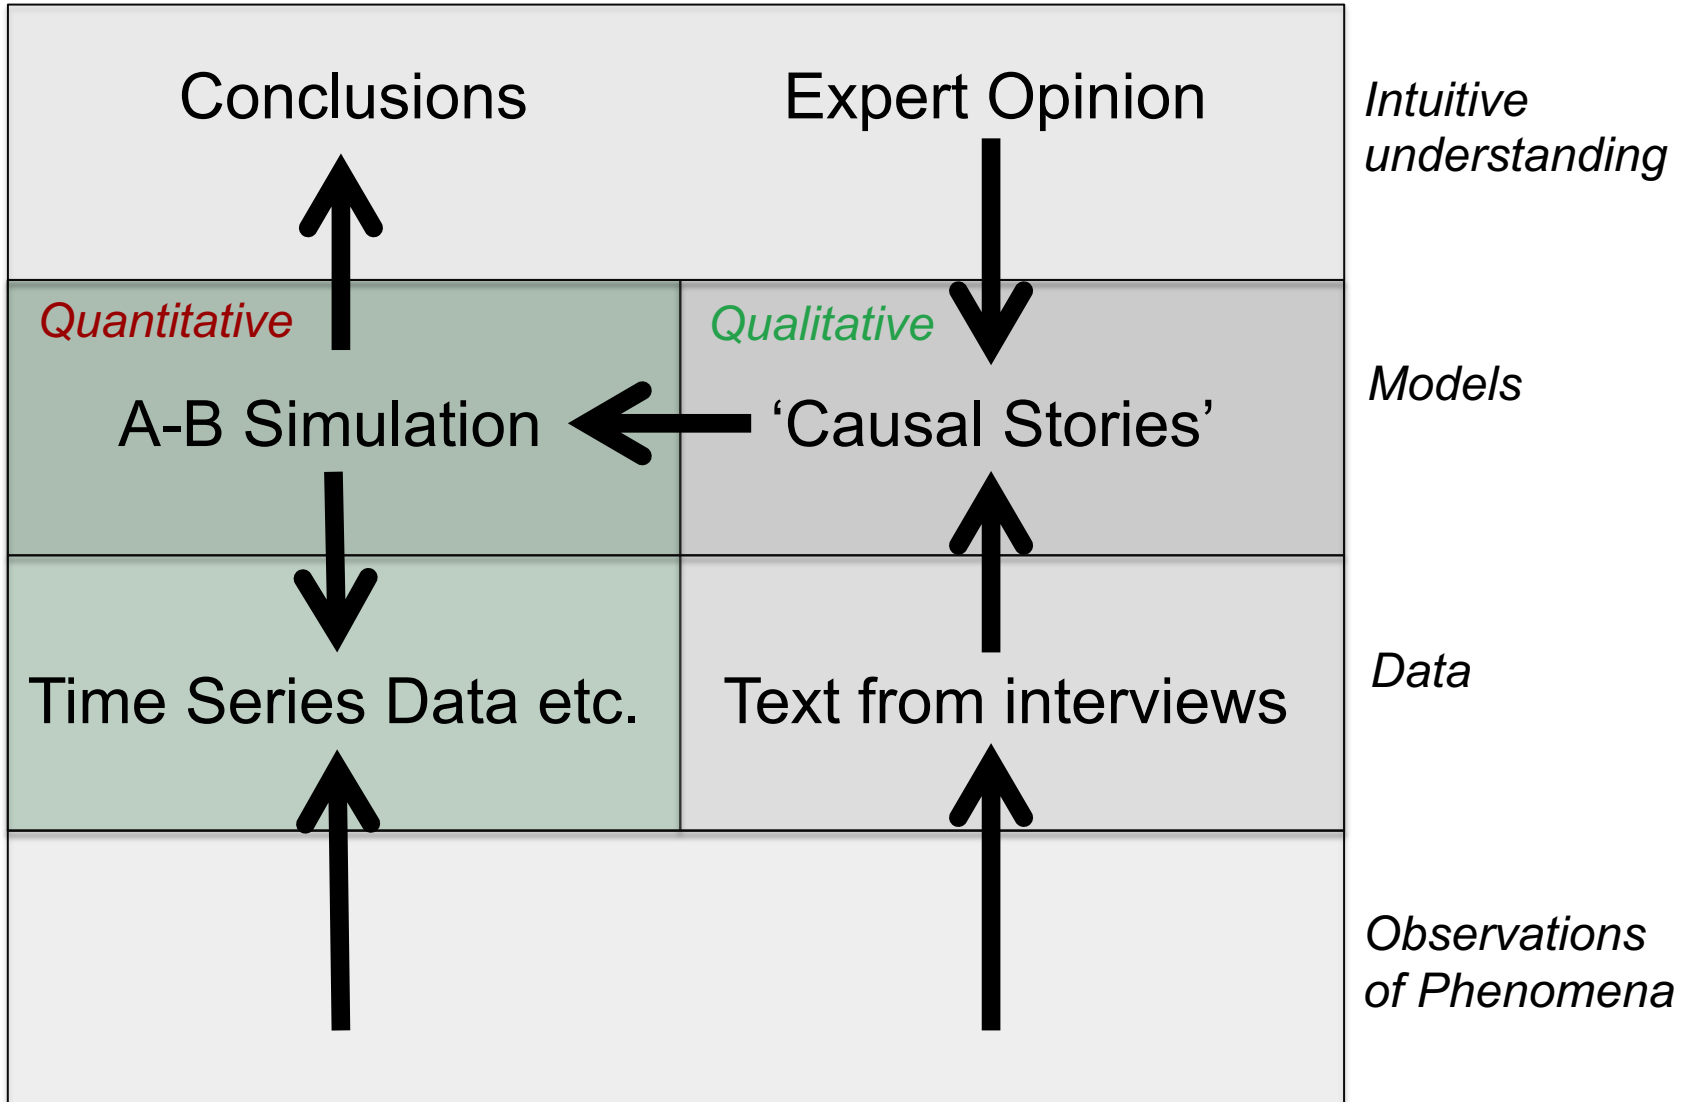 Conclusions
Expert Opinion
Intuitive
understanding
Quantitative
Qualitative
Models
A-B Simulation
‘Causal Stories’
Data
Time Series Data etc.
Text from interviews
Observations
of Phenomena